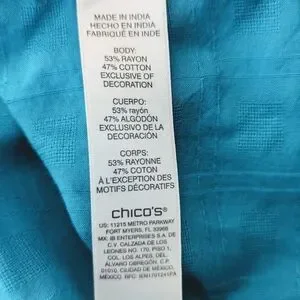 MADE IN INDIA
HECHO EN INDIA
FABRIQUÉ EN INDE
BODY:
53% RAYON
47% COTTON
EXCLUSIVE OF
DECORATION
CUERPO:
53% rayón
47% ALGODÓN
EXCLUSIVO DE LA
DECORACIÓN
CORPS:
53% RAYONNE
47% COTON
À L'EXCEPTION DES
MOTIFS DÉCORATIFS
chico's®
US: 11215 METRO PARKWAY
FORT MYERS, FL 33966
MX: IB ENTERPRISES S.A. DE
C.V. CALZADA DE LOS
LEONES NO. 170, PISO 1,
COL. LOS ALPES, DEL.
ÁLVARO OBREGÓN, C.P.
01010, CIUDAD DE MÉXICO,
MÉXICO. RFC: